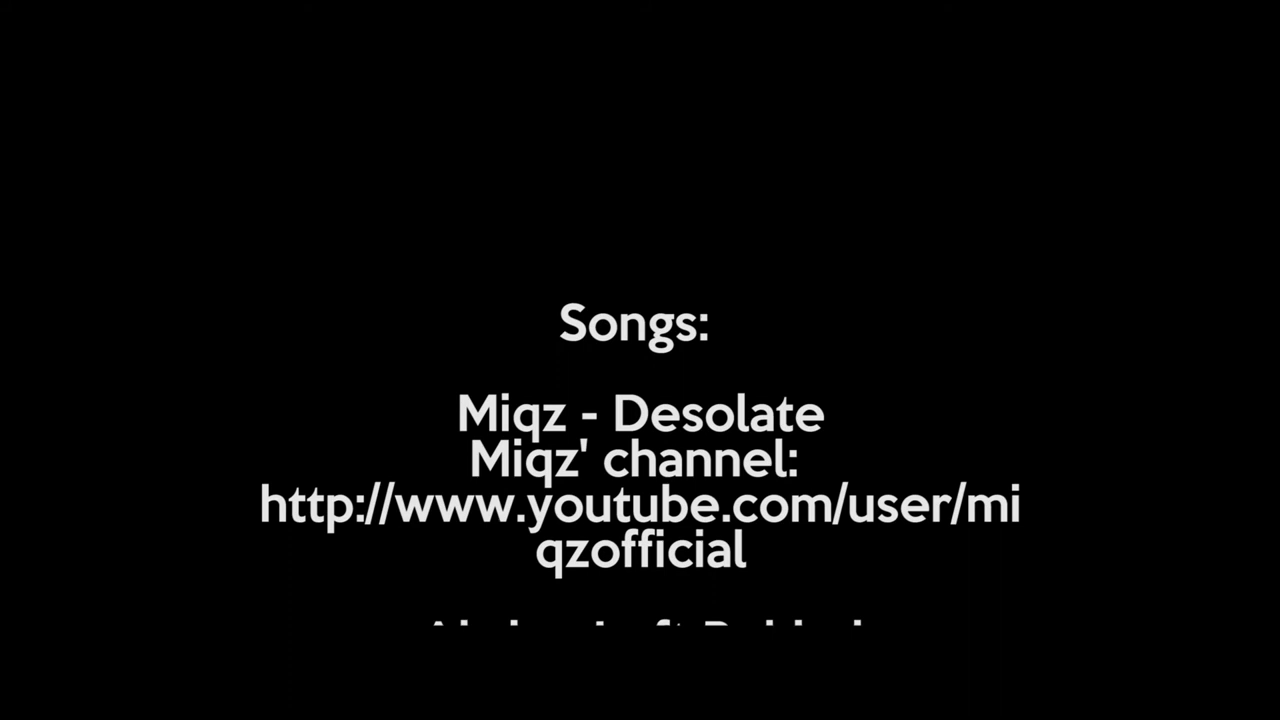 Songs:
Miqz - Desolate
Miqz' channel:
http://www.youtube.com/user/mi
qzofficial